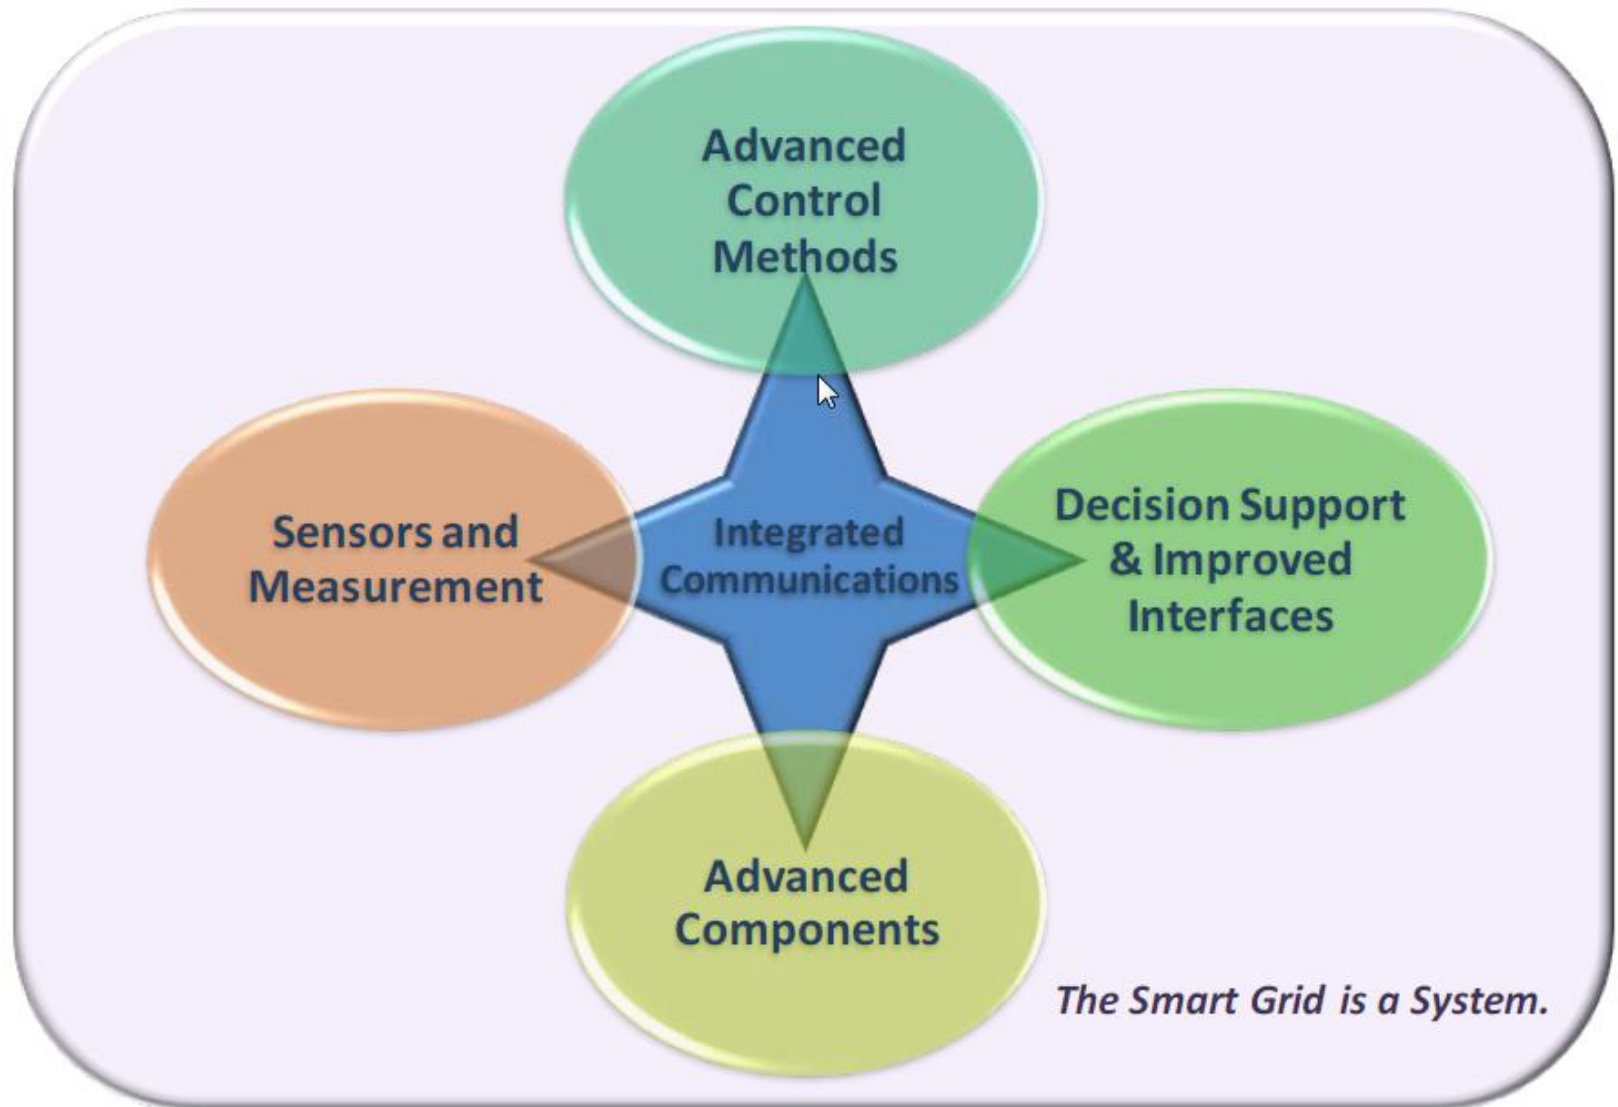 Advanced
Control
Methods
Sensors and
Measurement
Integrated
Communications
Decision Support
& Improved
Interfaces
Advanced
Components
The Smart Grid is a System.